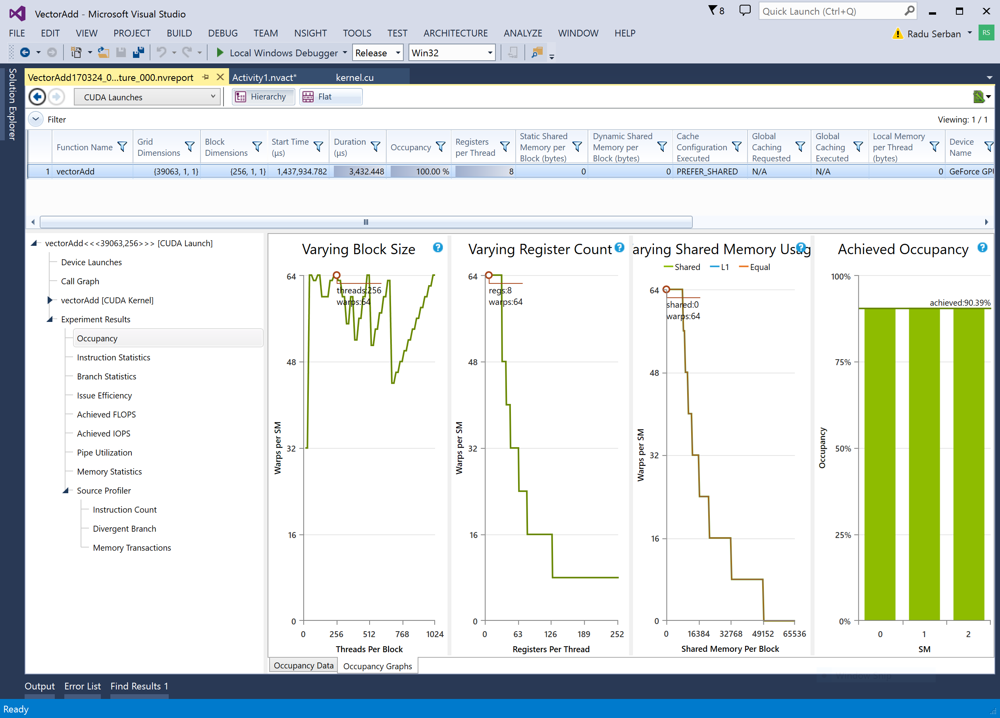 VectorAdd - Microsoft Visual Studio
8
Quick Launch (Ctrl+Q)
FILE EDIT VIEW PROJECT BUILD DEBUG TEAM NSIGHT TOOLS TEST ARCHITECTURE ANALYZE WINDOW HELP
Radu Serban
RS
Local Windows Debugger Release Win32
Solution Explorer
VectorAdd170324_0...ture_000.nvreport Activity1.nvact* kernel.cu
CUDA Launches Hierarchy Flat
Filter Viewing: 1 / 1
Function Name
Grid
Dimensions
Block
Dimensions
Start Time
(µs)
Duration
(µs)
Occupancy
Registers
per Thread
Static Shared
Memory per
Block (bytes)
Dynamic Shared
Memory per
Block (bytes)
Cache
Configuration
Executed
Global
Caching
Requested
Global
Caching
Executed
Local Memory
per Thread
(bytes)
Device
Name
1 vectorAdd {39063, 1, 1} {256, 1, 1} 1,437,934.782 3,432.448 100.00 % 8 0 0 PREFER_SHARED N/A N/A 0 GeForce GPU
vectorAdd<<<39063,256>>> [CUDA Launch]
Device Launches
Call Graph
vectorAdd [CUDA Kernel]
Experiment Results
Occupancy
Instruction Statistics
Branch Statistics
Issue Efficiency
Achieved FLOPS
Achieved IOPS
Pipe Utilization
Memory Statistics
Source Profiler
Instruction Count
Divergent Branch
Memory Transactions
Varying Block Size
64
48
32
16
0
Warps per SM
threads:256
warps:64
0 256 512 768 1024
Threads Per Block
Varying Register Count
64
48
32
16
0
Warps per SM
regs:8
warps:64
0 63 126 189 252
Registers Per Thread
arying Shared Memory Usag
Shared L1 Equal
64
48
32
16
0
Warps per SM
shared:0
warps:64
0 16384 32768 49152 65536
Shared Memory Per Block
Achieved Occupancy
100%
75%
50%
25%
0%
Occupancy
achieved:90.39%
0 1 2
SM
Occupancy Data Occupancy Graphs
Window Snip
Output Error List Find Results 1
Ready